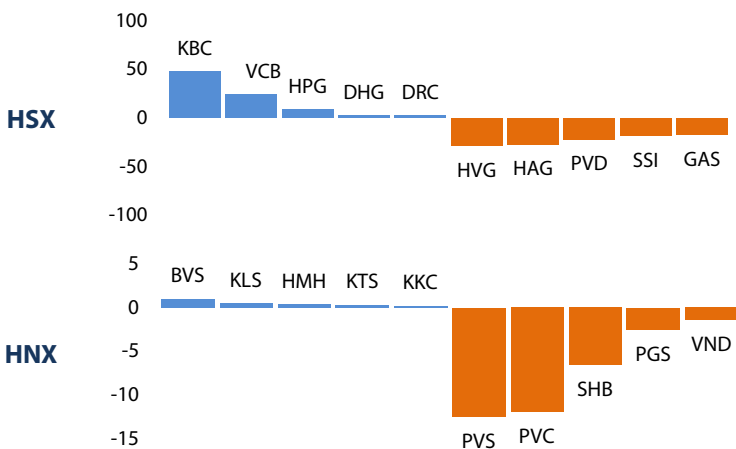 100
KBC
VCB
50
HPG
DHG
DRC
HSX
0
HVG
HAG
PVD
SSI
GAS
-50
-100
5
BVS
KLS
HMH
KTS
KKC
0
HNX
-5
VND
PGS
SHB
-10
PVS
PVC
-15